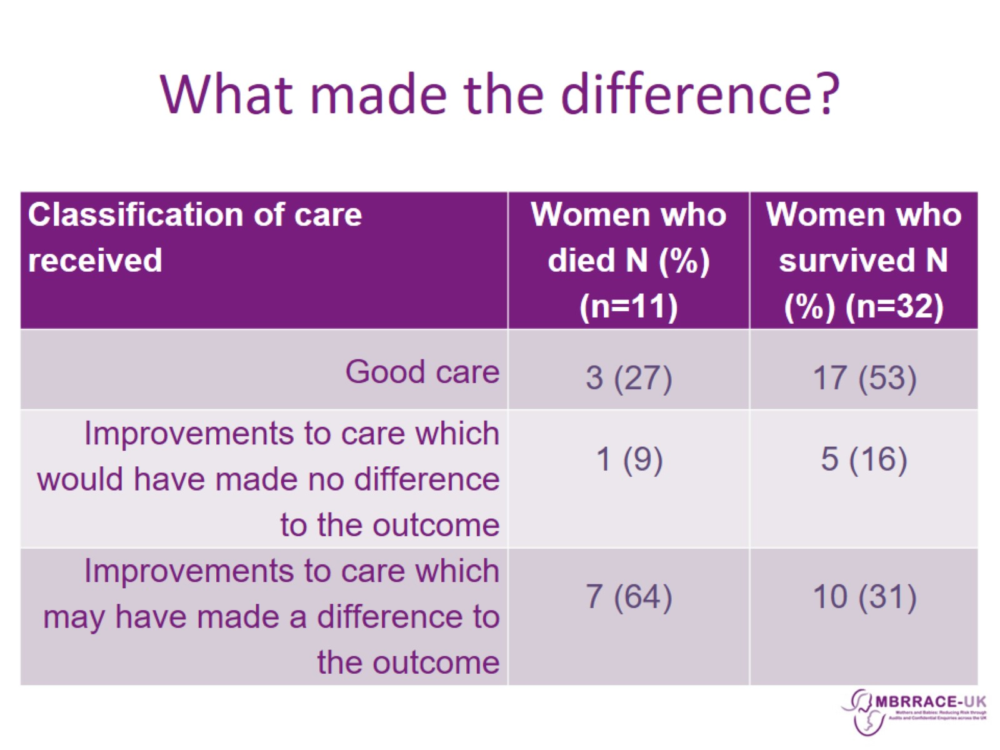 What made the difference?
Classification of care
received
Women who
died N (%)
(n=11)
Women who
survived N
(%) (n=32)
Good care
3 (27)
17 (53)
Improvements to care which
would have made no difference
to the outcome
1 (9)
5 (16)
Improvements to care which
may have made a difference to
the outcome
7 (64)
10 (31)
MBRRACE-UK
Mothers and Babies: Reducing Risk through
Audits and Confidential Enquiries across the UK